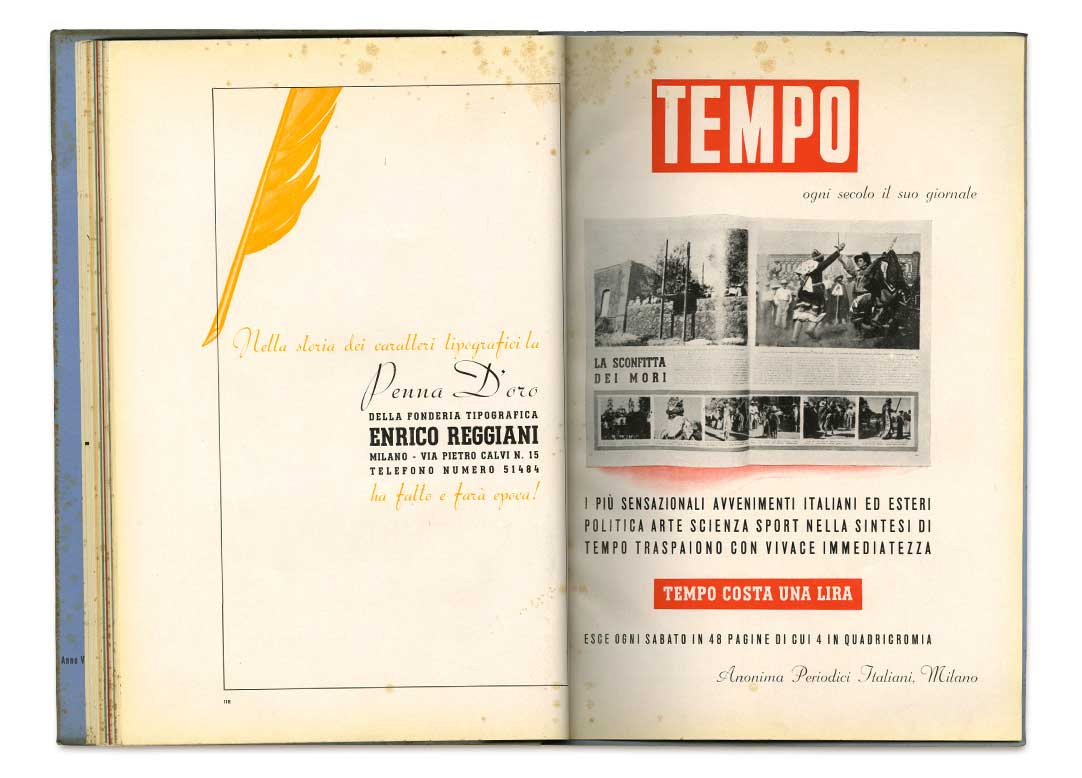 Nella storia dei caratteri tipografici la
Penna D'oro
DELLA FONDERIA TIPOGRAFICA
ENRICO REGGIANI
MILANO - VIA PIETRO CALVI N. 15
TELEFONO NUMERO 51484
ha fatto e farà epoca!
118
Anno V
TEMPO
ogni secolo il suo giornale
LA SCONFITTA
DEI MORI
I PIÙ SENSAZIONALI AVVENIMENTI ITALIANI ED ESTERI
POLITICA ARTE SCIENZA SPORT NELLA SINTESI DI
TEMPO TRASPAIONO CON VIVACE IMMEDIATEZZA
TEMPO COSTA UNA LIRA
ESCE OGNI SABATO IN 48 PAGINE DI CUI 4 IN QUADRICROMIA
Anonima Periodici Italiani, Milano